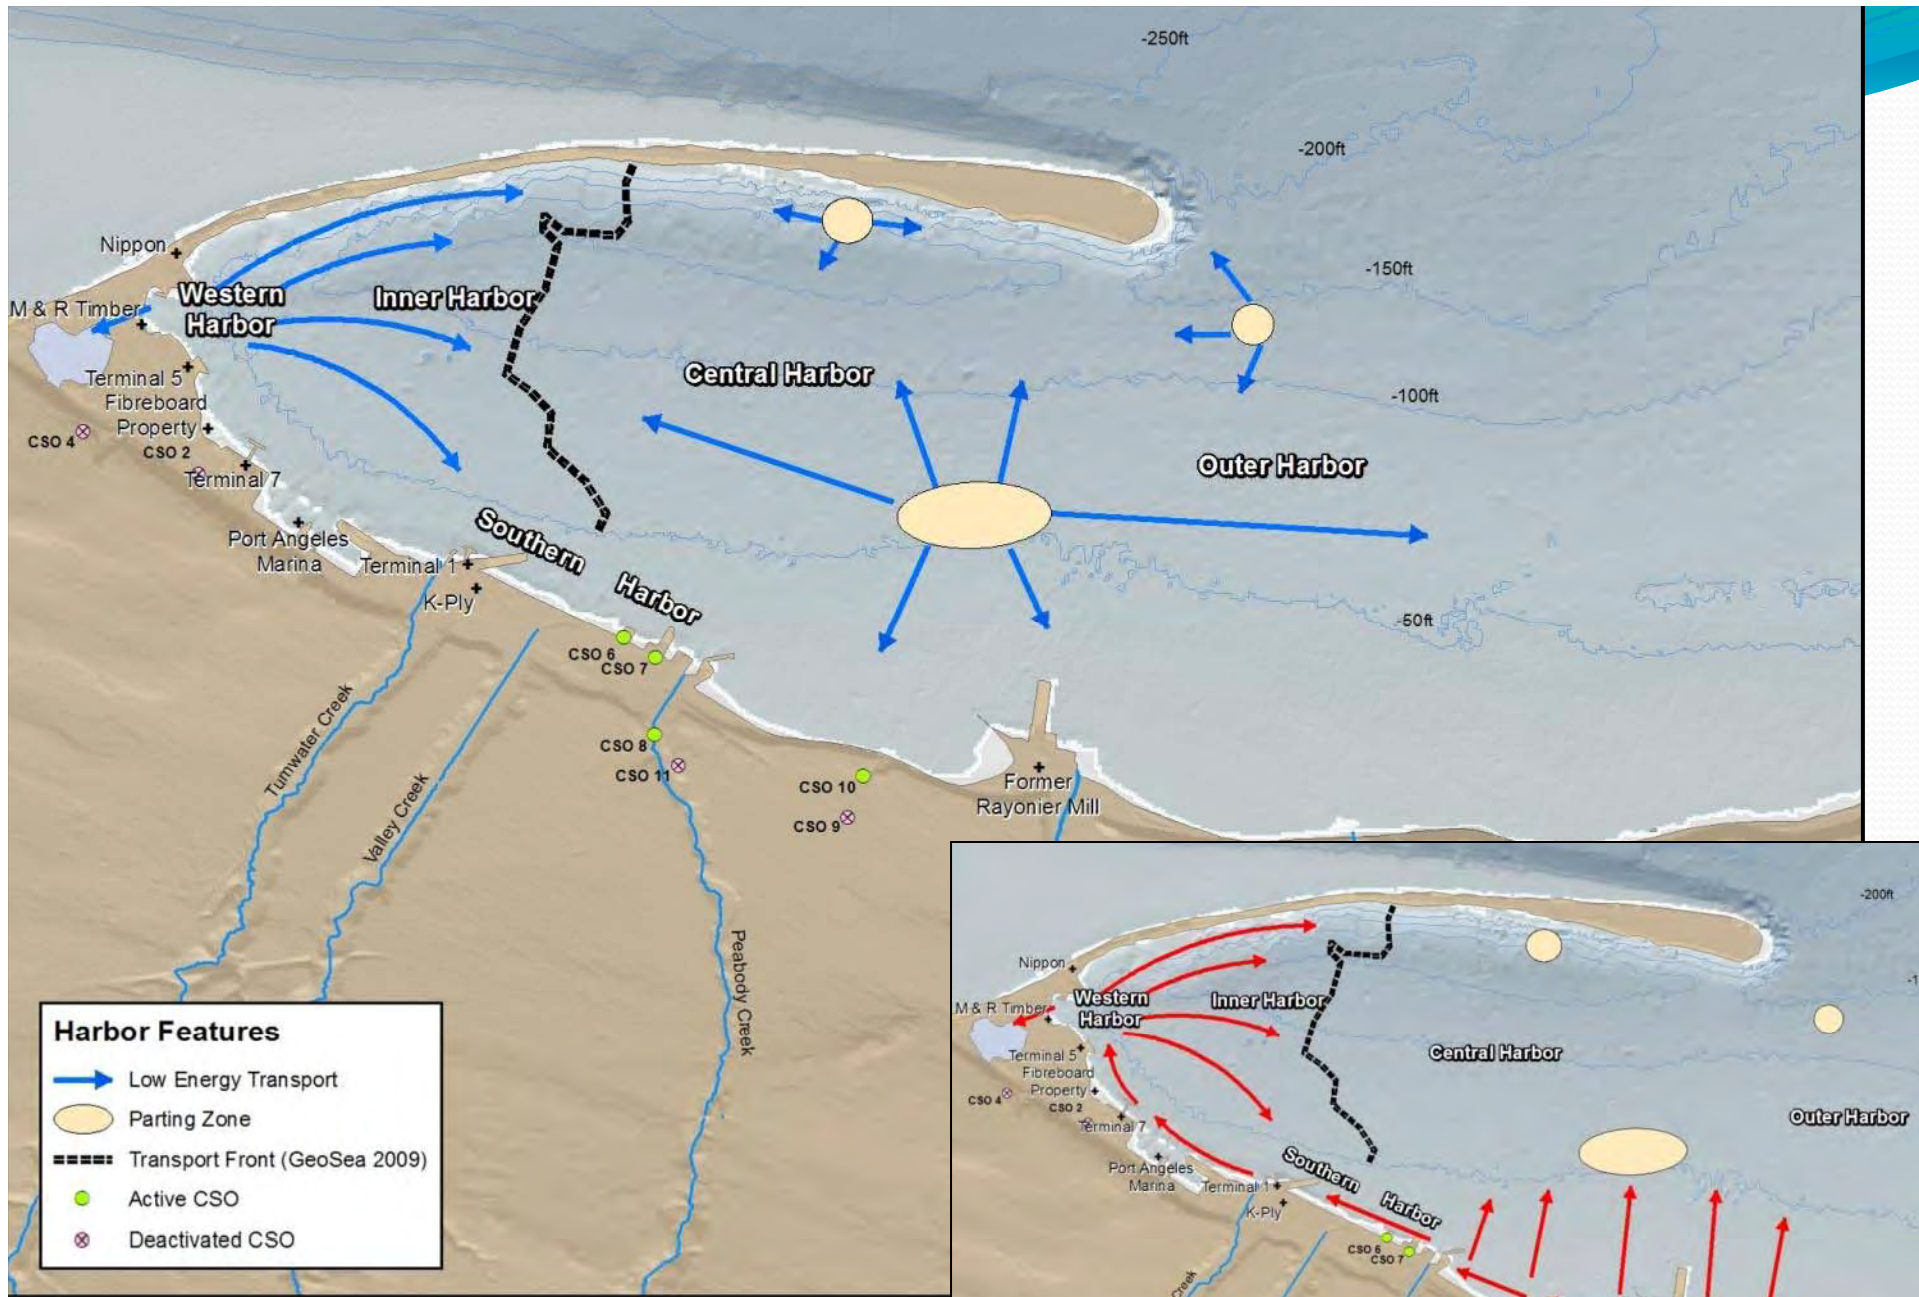 -250ft
-200ft
-150ft
-100ft
-50ft
Nippon
M & R Timber
Western
Harbor
Inner Harbor
Central Harbor
Outer Harbor
Terminal 5
Fibreboard
Property
CSO 4
CSO 2
Terminal 7
Port Angeles
Marina
Terminal 1
K-Ply
Southern
Harbor
CSO 6
CSO 7
CSO 8
CSO 11
CSO 10
CSO 9
Former
Rayonier Mill
Tumwater Creek
Valley Creek
Peabody Creek
Harbor Features
Low Energy Transport
Parting Zone
Transport Front (GeoSea 2009)
Active CSO
Deactivated CSO
-200ft
-1
Nippon
M & R Timber
Western
Harbor
Inner Harbor
Central Harbor
Outer Harbor
Terminal 5
Fibreboard
Property
CSO 4
CSO 2
Terminal 7
Port Angeles
Marina
Terminal 1
K-Ply
Southern
Harbor
CSO 6
CSO 7
Creek